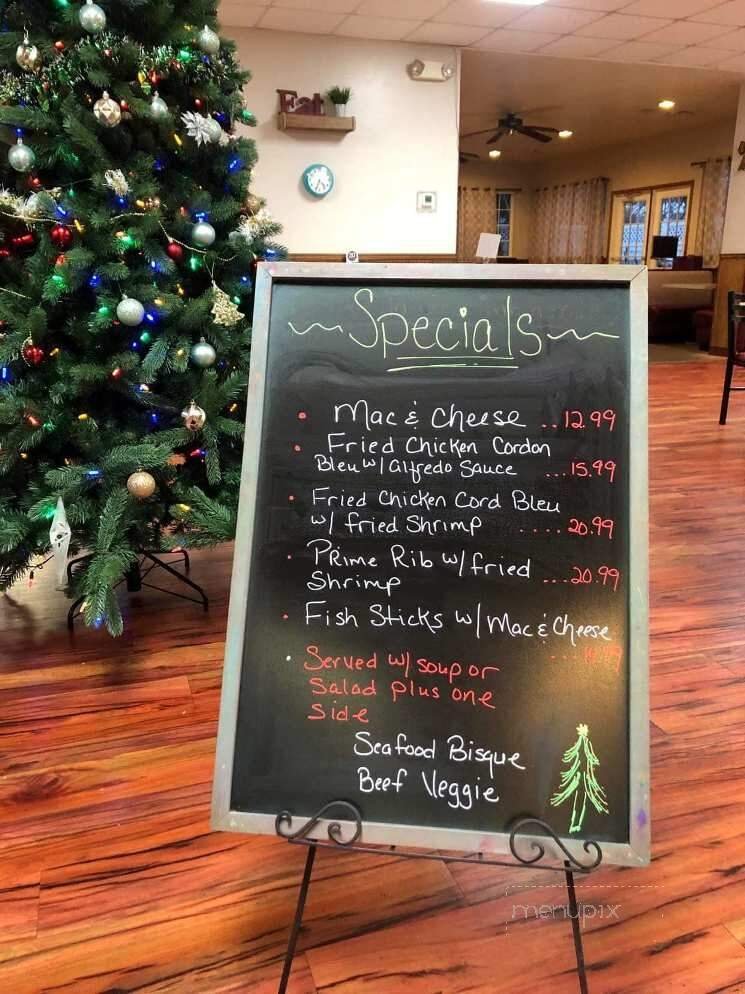 Eat
~Specials~
• Mac & Cheese ..12.99
• Fried Chicken Cordon
Bleu w/ alfredo Sauce ...15.99
• Fried Chicken Cord Bleu
w/ fried Shrimp ....20.99
• Prime Rib w/ fried
Shrimp ...20.99
• Fish Sticks w/ Mac & Cheese
• Served w/ soup or
Salad plus one
Side
Seafood Bisque
Beef Veggie
menupix